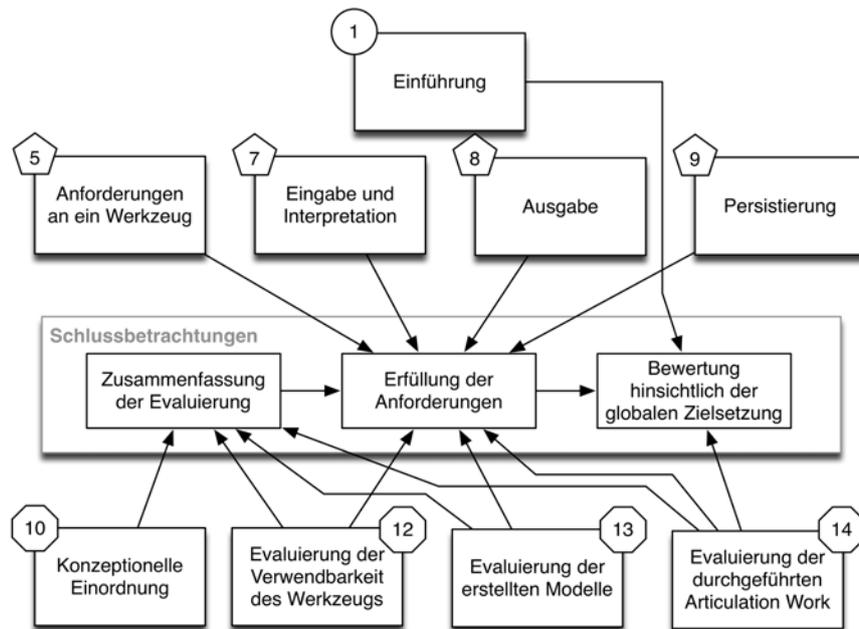 1
Einführung
5
Anforderungen
an ein Werkzeug
7
Eingabe und
Interpretation
8
Ausgabe
9
Persistierung
Schlussbetrachtungen
Zusammenfassung
der Evaluierung
Erfüllung der
Anforderungen
Bewertung
hinsichtlich der
globalen Zielsetzung
10
Konzeptionelle
Einordnung
12
Evaluierung der
Verwendbarkeit
des Werkzeugs
13
Evaluierung der
erstellten Modelle
14
Evaluierung der
durchgeführten
Articulation Work